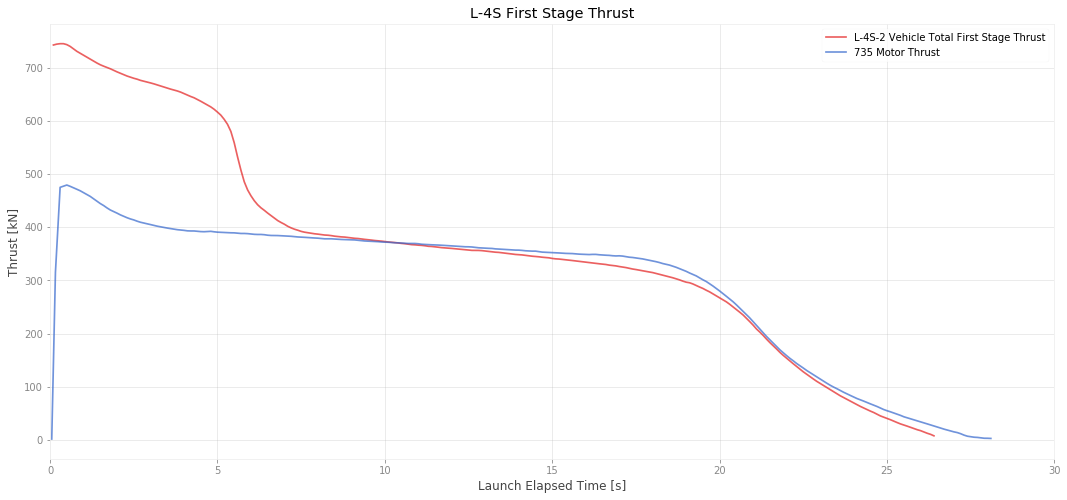 L-4S First Stage Thrust
L-4S-2 Vehicle Total First Stage Thrust
735 Motor Thrust
Thrust [kN]
700
600
500
400
300
200
100
0
0 5 10 15 20 25 30
Launch Elapsed Time [s]